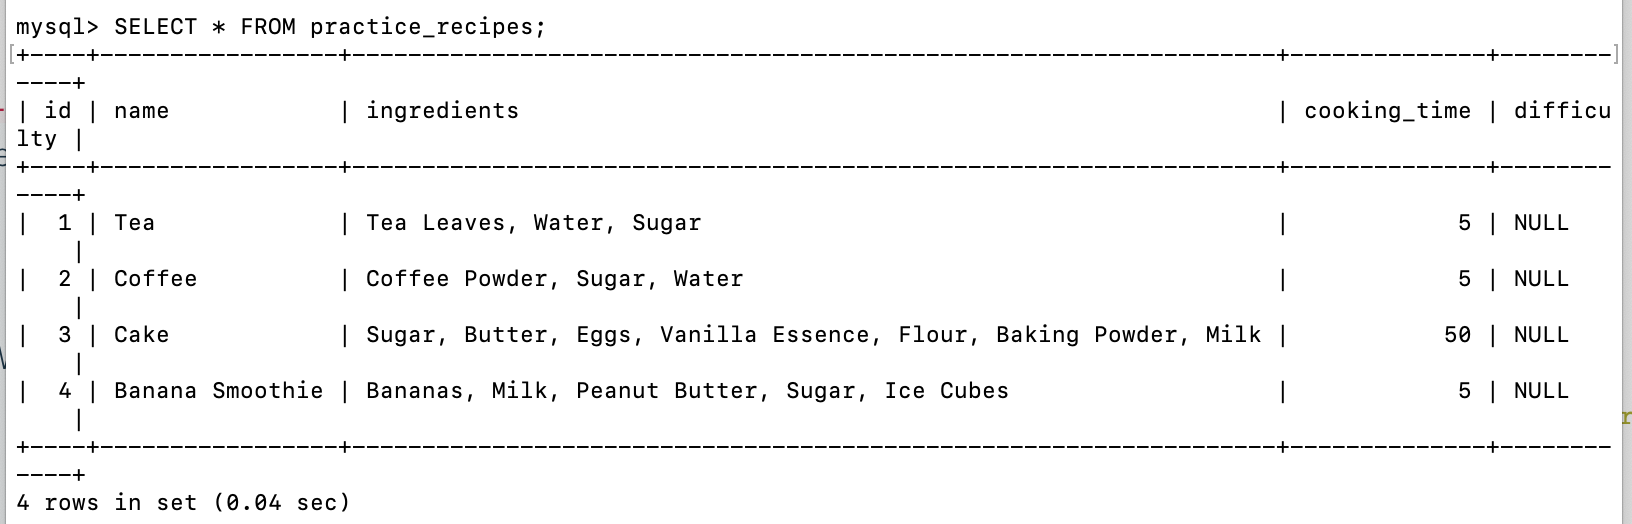 mysql> SELECT * FROM practice_recipes;
[+----+-----------------+-------------------------------------------------------------------+--------------+--------]
----+
| id | name            | ingredients                                                       | cooking_time | difficu
lty |
+----+-----------------+-------------------------------------------------------------------+--------------+--------
----+
|  1 | Tea             | Tea Leaves, Water, Sugar                                          |            5 | NULL
    |
|  2 | Coffee          | Coffee Powder, Sugar, Water                                       |            5 | NULL
    |
|  3 | Cake            | Sugar, Butter, Eggs, Vanilla Essence, Flour, Baking Powder, Milk |           50 | NULL
    |
|  4 | Banana Smoothie | Bananas, Milk, Peanut Butter, Sugar, Ice Cubes                    |            5 | NULL
    |
+----+-----------------+-------------------------------------------------------------------+--------------+--------
----+
4 rows in set (0.04 sec)